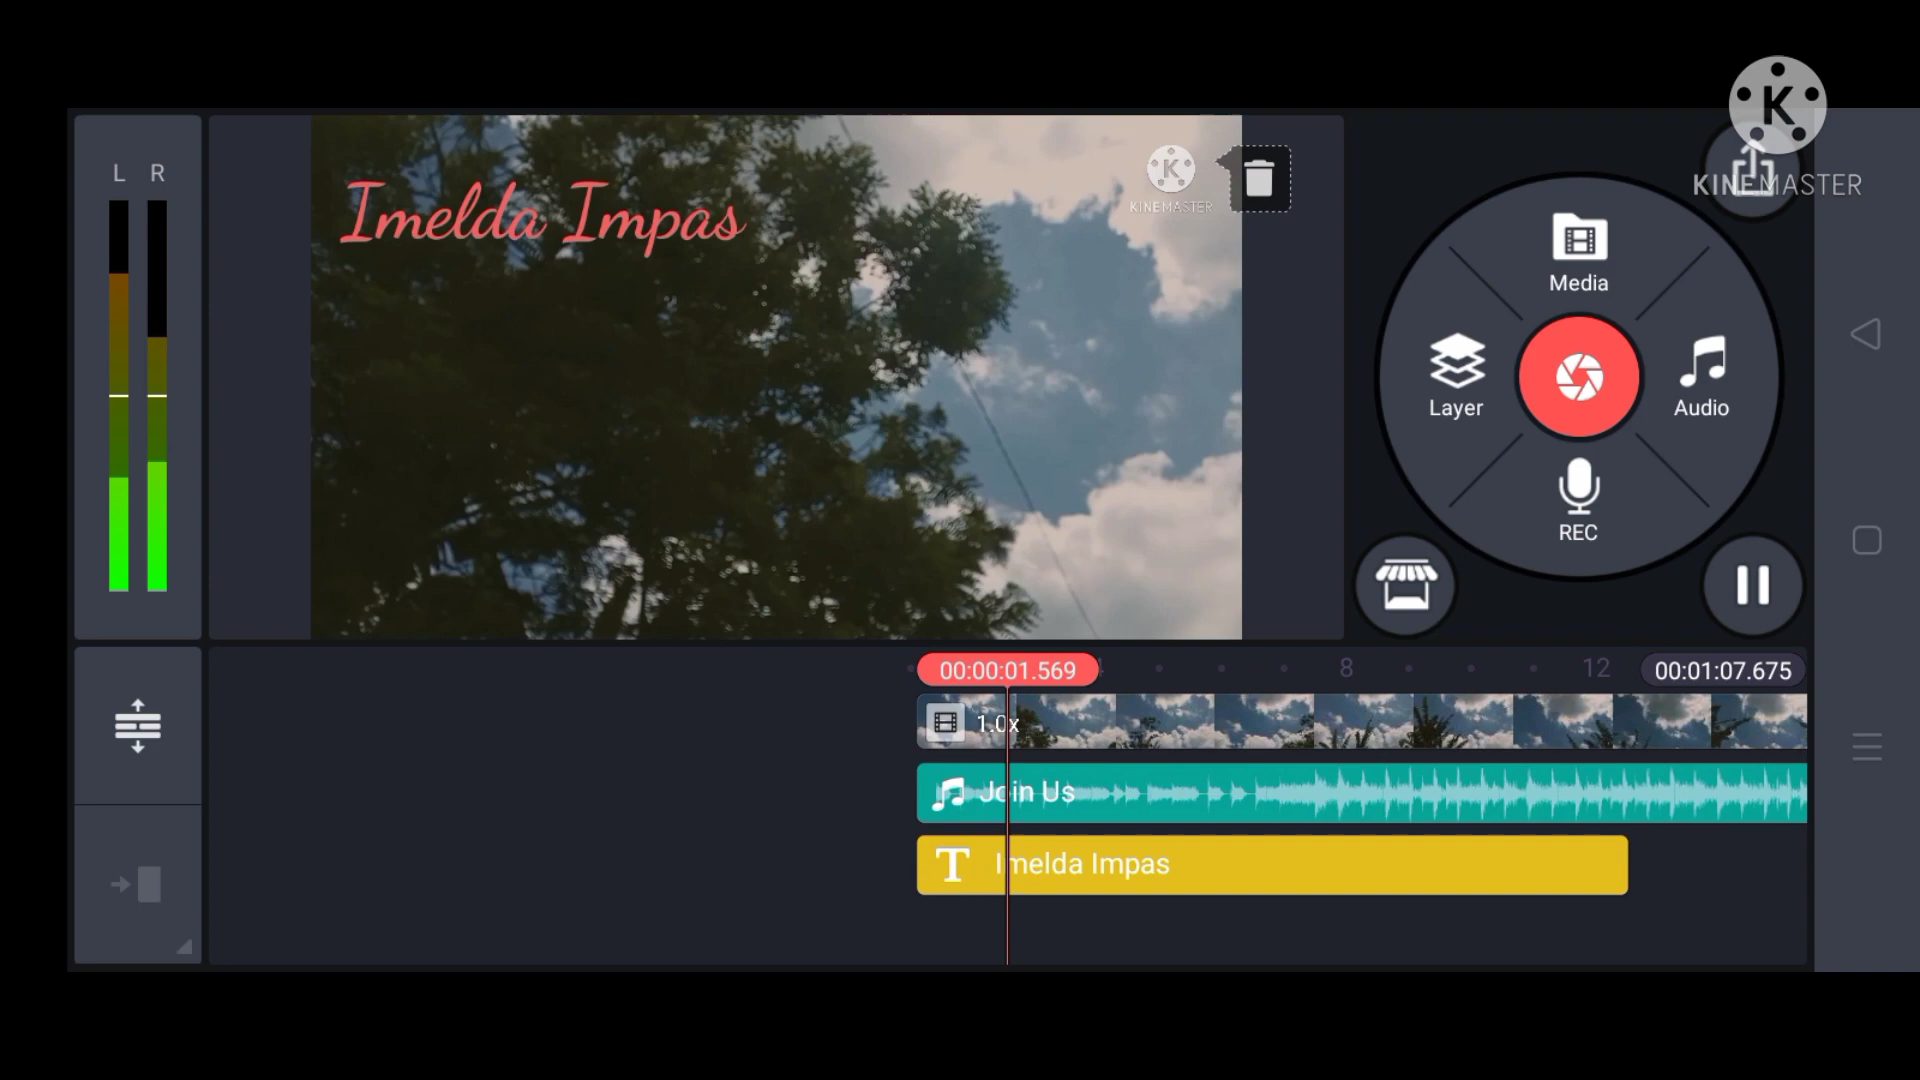 KINEMASTER
L R
Imelda Impas
KINEMASTER
Media
Layer
Audio
REC
00:00:01.569
8
12
00:01:07.675
1.0x
Join Us
T Imelda Impas